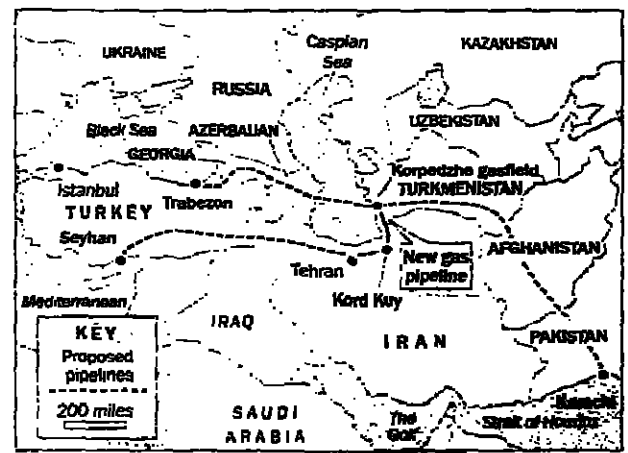 UKRAINE
Caspian
Sea
KAZAKHSTAN
RUSSIA
Black Sea
AZERBAIJAN
UZBEKISTAN
GEORGIA
Korpedzhe gasfield
TURKMENISTAN
Istanbul
Trabezon
TURKEY
Seyhan
AFGHANISTAN
New gas
pipeline
Tehran
Kord Kuy
Mediterranean
IRAQ
IRAN
PAKISTAN
KEY
Proposed
pipelines
200 miles
SAUDI
ARABIA
The
Gulf
Karachi
Strait of Hormuz